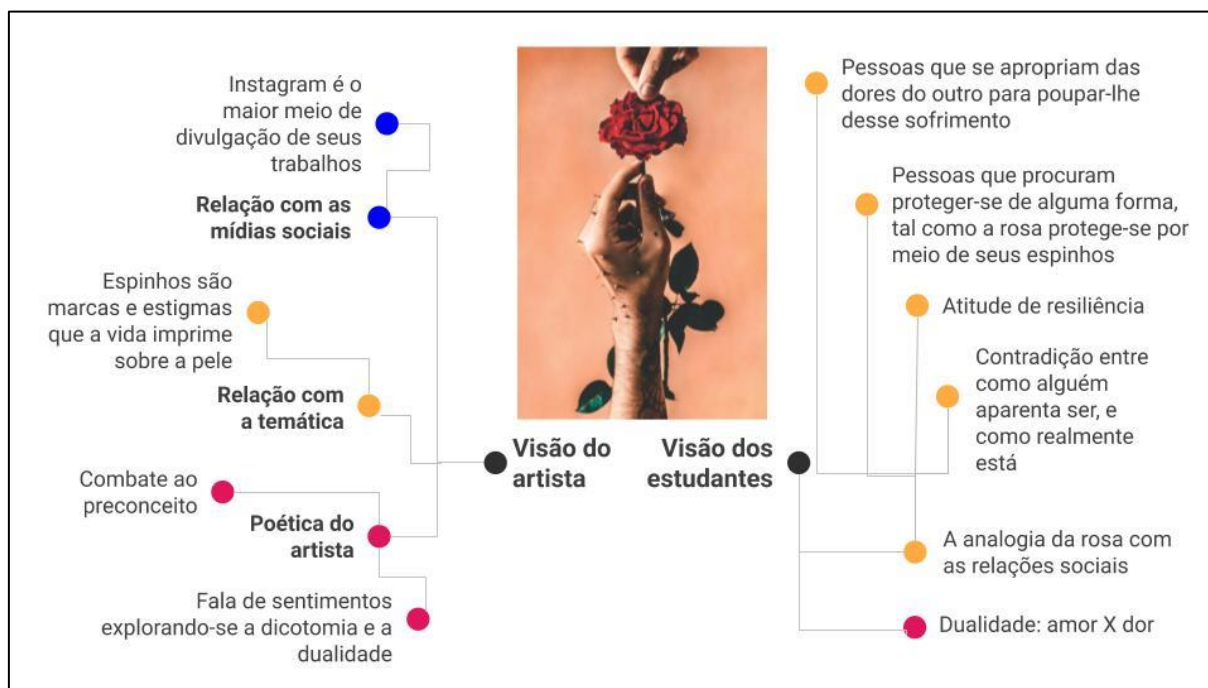 Instagram é o
maior meio de
divulgação de seus
trabalhos
Relação com as
mídias sociais
Espinhos são
marcas e estigmas
que a vida imprime
sobre a pele
Relação com
a temática
Combate ao
preconceito
Poética do
artista
Fala de sentimentos
explorando-se a dicotomia e a
dualidade
Visão do
artista
Visão dos
estudantes
Pessoas que se apropriam das
dores do outro para poupar-lhe
desse sofrimento
Pessoas que procuram
proteger-se de alguma forma,
tal como a rosa protege-se por
meio de seus espinhos
Atitude de resiliência
Contradição entre
como alguém
aparenta ser, e
como realmente
está
A analogia da rosa com
as relações sociais
Dualidade: amor X dor